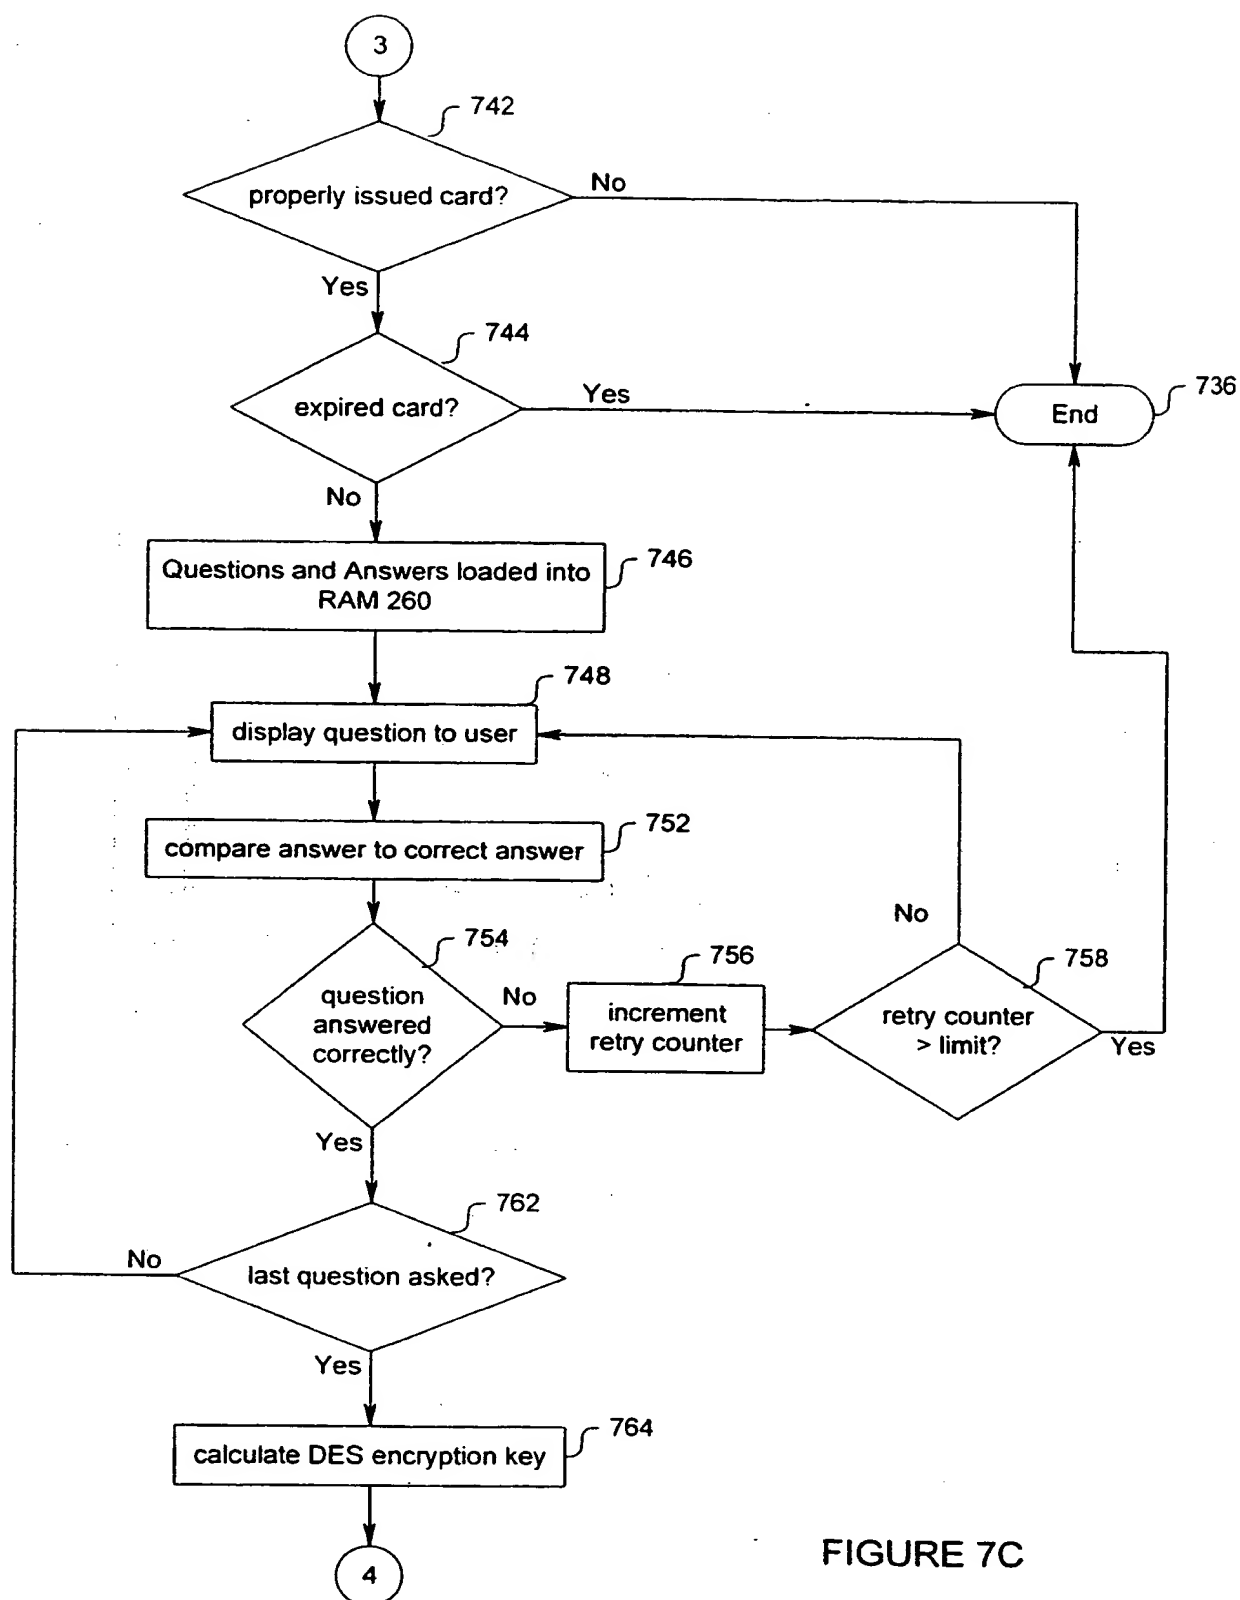 3
742
properly issued card?
No
Yes
744
expired card?
Yes
736
End
No
746
Questions and Answers loaded into
RAM 260
748
display question to user
752
compare answer to correct answer
754
question
answered
correctly?
No
756
increment
retry counter
No
758
retry counter
> limit?
Yes
Yes
762
last question asked?
No
Yes
764
calculate DES encryption key
4
FIGURE 7C